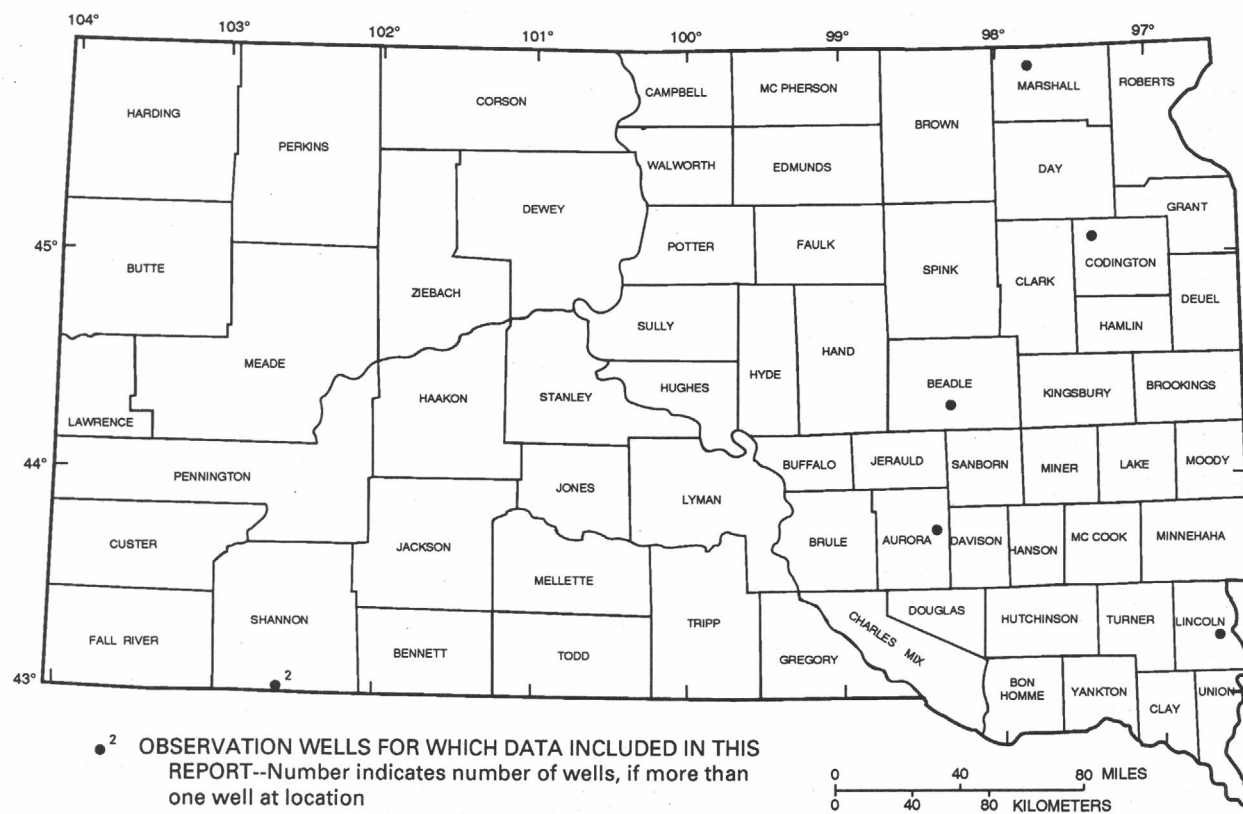 104° 103° 102° 101° 100° 99° 98° 97°
HARDING
PERKINS
CORSON
CAMPBELL
MC PHERSON
BROWN
MARSHALL
ROBERTS
WALWORTH
EDMUNDS
DAY
DEWEY
GRANT
45°
BUTTE
ZIEBACH
POTTER
FAULK
SPINK
CLARK
CODINGTON
DEUEL
HAMLIN
MEADE
SULLY
HYDE
HAND
LAWRENCE
HAAKON
STANLEY
HUGHES
BEADLE
KINGSBURY
BROOKINGS
44°
PENNINGTON
JONES
LYMAN
BUFFALO
JERAULD
SANBORN
MINER
LAKE
MOODY
CUSTER
JACKSON
BRULE
AURORA
DAVISON
HANSON
MC COOK
MINNEHAHA
MELLETTE
FALL RIVER
SHANNON
BENNETT
TODD
TRIPP
GREGORY
CHARLES MIX
DOUGLAS
HUTCHINSON
TURNER
LINCOLN
43°
2
BON
HOMME
YANKTON
CLAY
UNION
2 OBSERVATION WELLS FOR WHICH DATA INCLUDED IN THIS
REPORT--Number indicates number of wells, if more than
one well at location
0 40 80 MILES
0 40 80 KILOMETERS